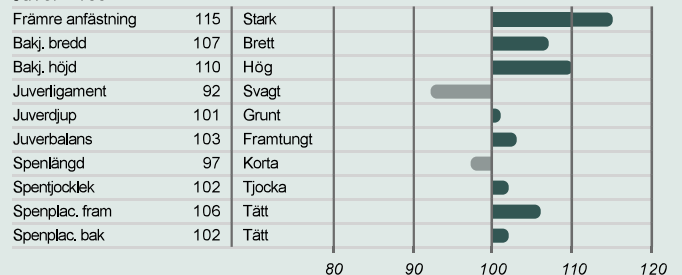 Främre anfästning 115 Stark
Bakj. bredd 107 Brett
Bakj. höjd 110 Hög
Juverligament 92 Svagt
Juverdjup 101 Grunt
Juverbalans 103 Framtungt
Spenlängd 97 Korta
Spentjocklek 102 Tjocka
Spenplac. fram 106 Tätt
Spenplac. bak 102 Tätt
80 90 100 110 120